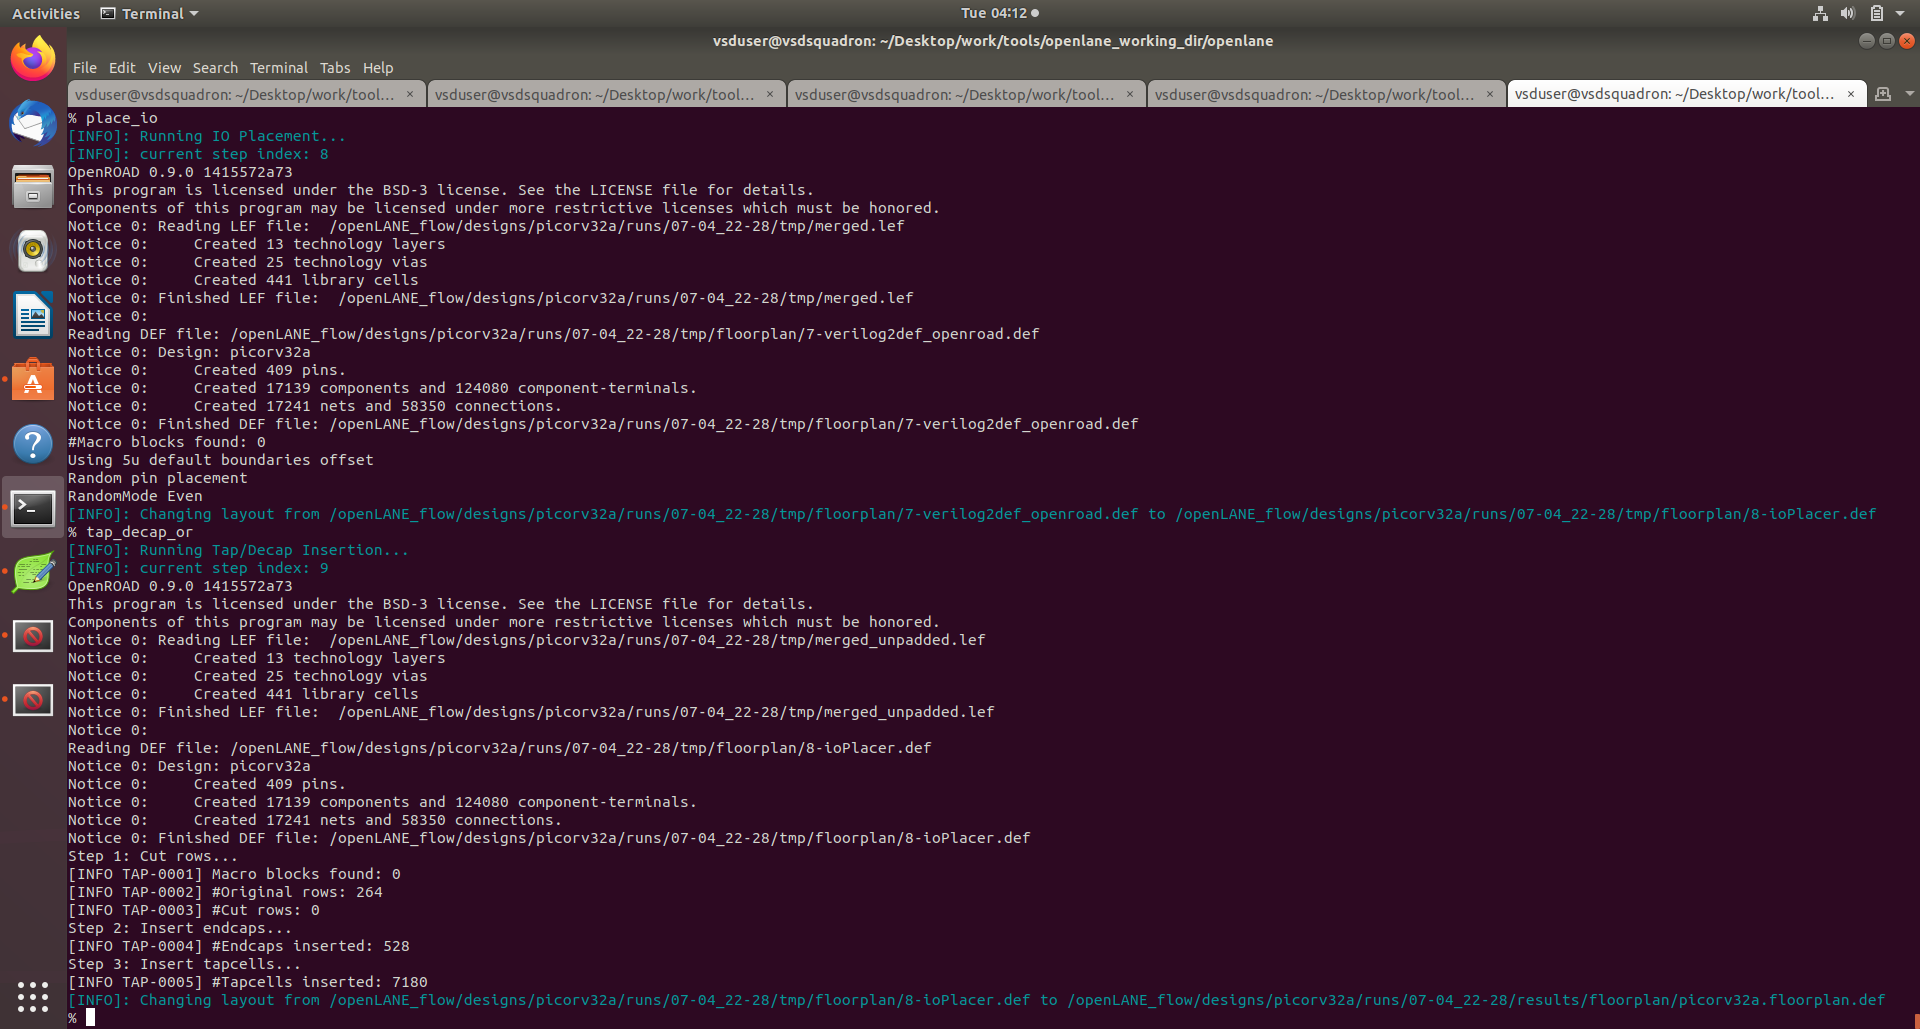 Activities Terminal Tue 04:12
vsduser@vsdsquadron: ~/Desktop/work/tools/openlane_working_dir/openlane
File Edit View Search Terminal Tabs Help
vsduser@vsdsquadron: ~/Desktop/work/tool... × vsduser@vsdsquadron: ~/Desktop/work/tool... × vsduser@vsdsquadron: ~/Desktop/work/tool... × vsduser@vsdsquadron: ~/Desktop/work/tool... × vsduser@vsdsquadron: ~/Desktop/work/tool... ×
% place_io
[INFO]: Running IO Placement...
[INFO]: current step index: 8
OpenROAD 0.9.0 1415572a73
This program is licensed under the BSD-3 license. See the LICENSE file for details.
Components of this program may be licensed under more restrictive licenses which must be honored.
Notice 0: Reading LEF file:  /openLANE_flow/designs/picorv32a/runs/07-04_22-28/tmp/merged.lef
Notice 0:     Created 13 technology layers
Notice 0:     Created 25 technology vias
Notice 0:     Created 441 library cells
Notice 0: Finished LEF file:  /openLANE_flow/designs/picorv32a/runs/07-04_22-28/tmp/merged.lef
Notice 0:
Reading DEF file: /openLANE_flow/designs/picorv32a/runs/07-04_22-28/tmp/floorplan/7-verilog2def_openroad.def
Notice 0: Design: picorv32a
Notice 0:     Created 409 pins.
Notice 0:     Created 17139 components and 124080 component-terminals.
Notice 0:     Created 17241 nets and 58350 connections.
Notice 0: Finished DEF file: /openLANE_flow/designs/picorv32a/runs/07-04_22-28/tmp/floorplan/7-verilog2def_openroad.def
#Macro blocks found: 0
Using 5u default boundaries offset
Random pin placement
RandomMode Even
[INFO]: Changing layout from /openLANE_flow/designs/picorv32a/runs/07-04_22-28/tmp/floorplan/7-verilog2def_openroad.def to /openLANE_flow/designs/picorv32a/runs/07-04_22-28/tmp/floorplan/8-ioPlacer.def
% tap_decap_or
[INFO]: Running Tap/Decap Insertion...
[INFO]: current step index: 9
OpenROAD 0.9.0 1415572a73
This program is licensed under the BSD-3 license. See the LICENSE file for details.
Components of this program may be licensed under more restrictive licenses which must be honored.
Notice 0: Reading LEF file:  /openLANE_flow/designs/picorv32a/runs/07-04_22-28/tmp/merged_unpadded.lef
Notice 0:     Created 13 technology layers
Notice 0:     Created 25 technology vias
Notice 0:     Created 441 library cells
Notice 0: Finished LEF file:  /openLANE_flow/designs/picorv32a/runs/07-04_22-28/tmp/merged_unpadded.lef
Notice 0:
Reading DEF file: /openLANE_flow/designs/picorv32a/runs/07-04_22-28/tmp/floorplan/8-ioPlacer.def
Notice 0: Design: picorv32a
Notice 0:     Created 409 pins.
Notice 0:     Created 17139 components and 124080 component-terminals.
Notice 0:     Created 17241 nets and 58350 connections.
Notice 0: Finished DEF file: /openLANE_flow/designs/picorv32a/runs/07-04_22-28/tmp/floorplan/8-ioPlacer.def
Step 1: Cut rows...
[INFO TAP-0001] Macro blocks found: 0
[INFO TAP-0002] #Original rows: 264
[INFO TAP-0003] #Cut rows: 0
Step 2: Insert endcaps...
[INFO TAP-0004] #Endcaps inserted: 528
Step 3: Insert tapcells...
[INFO TAP-0005] #Tapcells inserted: 7180
[INFO]: Changing layout from /openLANE_flow/designs/picorv32a/runs/07-04_22-28/tmp/floorplan/8-ioPlacer.def to /openLANE_flow/designs/picorv32a/runs/07-04_22-28/results/floorplan/picorv32a.floorplan.def
%